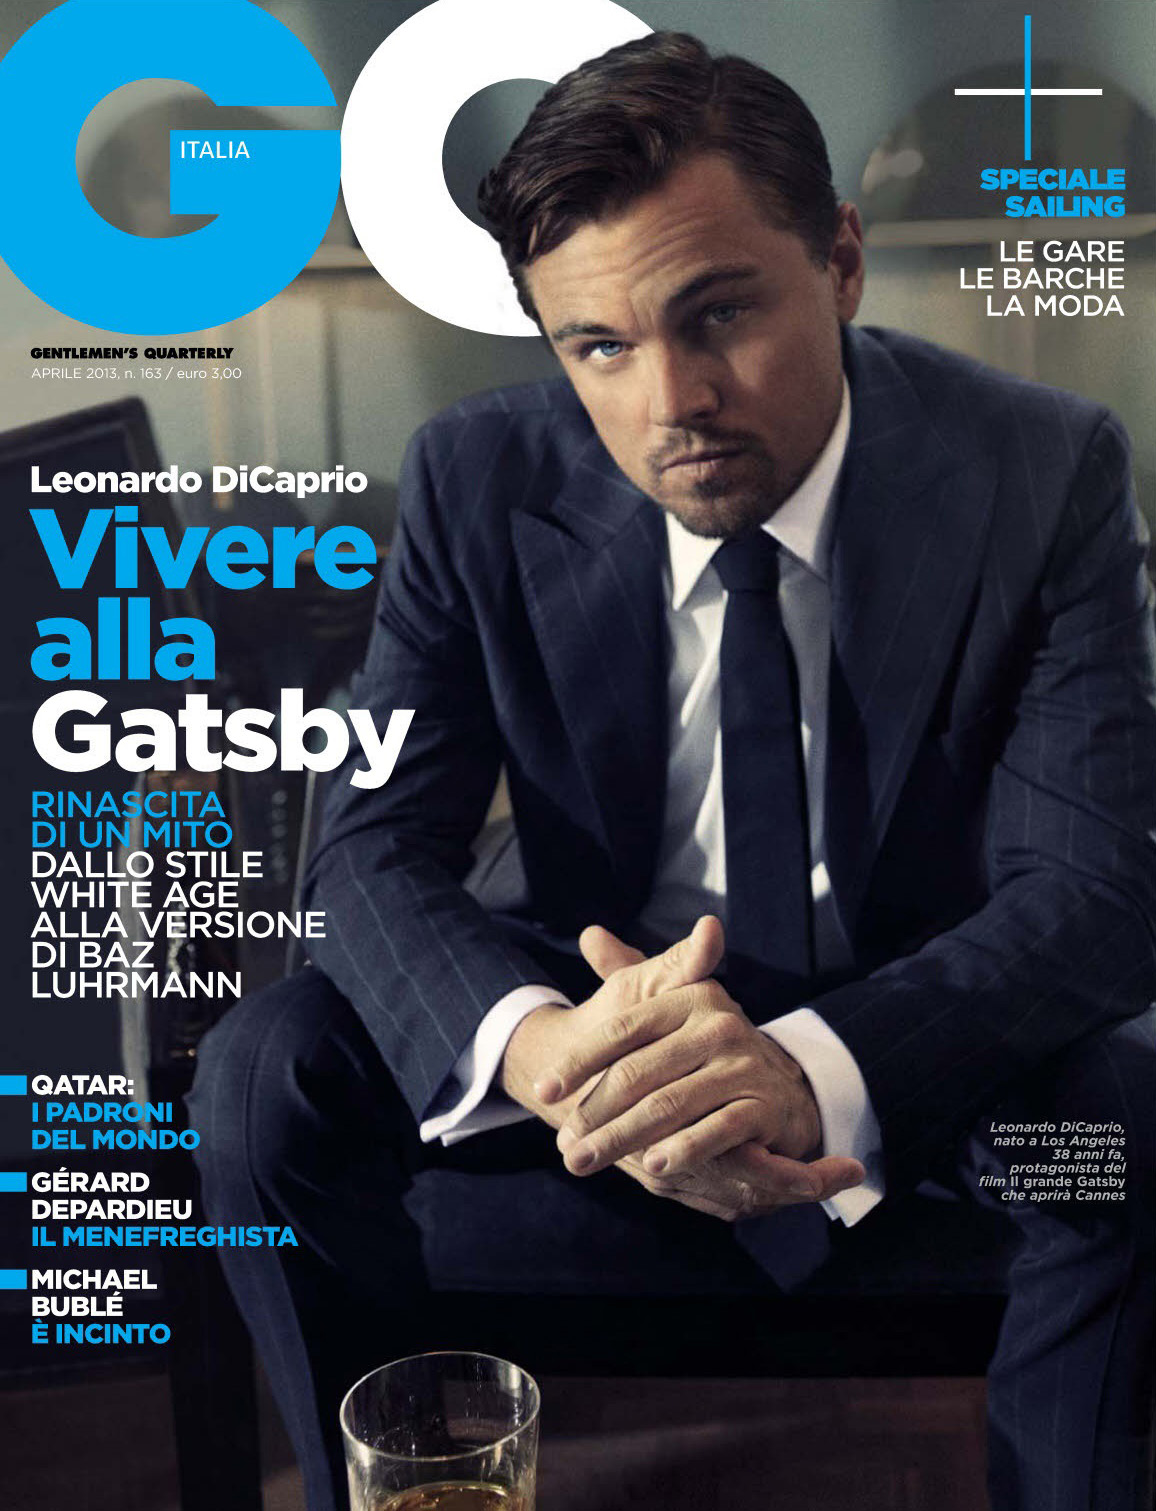 GQ
ITALIA
GENTLEMEN'S QUARTERLY
APRILE 2013, n. 163 / euro 3,00
SPECIALE
SAILING
LE GARE
LE BARCHE
LA MODA
Leonardo DiCaprio
Vivere
alla
Gatsby
RINASCITA
DI UN MITO
DALLO STILE
WHITE AGE
ALLA VERSIONE
DI BAZ
LUHRMANN
QATAR:
I PADRONI
DEL MONDO
GÉRARD
DEPARDIEU
IL MENEFREGHISTA
MICHAEL
BUBLÉ
È INCINTO
Leonardo DiCaprio,
nato a Los Angeles
38 anni fa,
protagonista del
film Il grande Gatsby
che aprirà Cannes